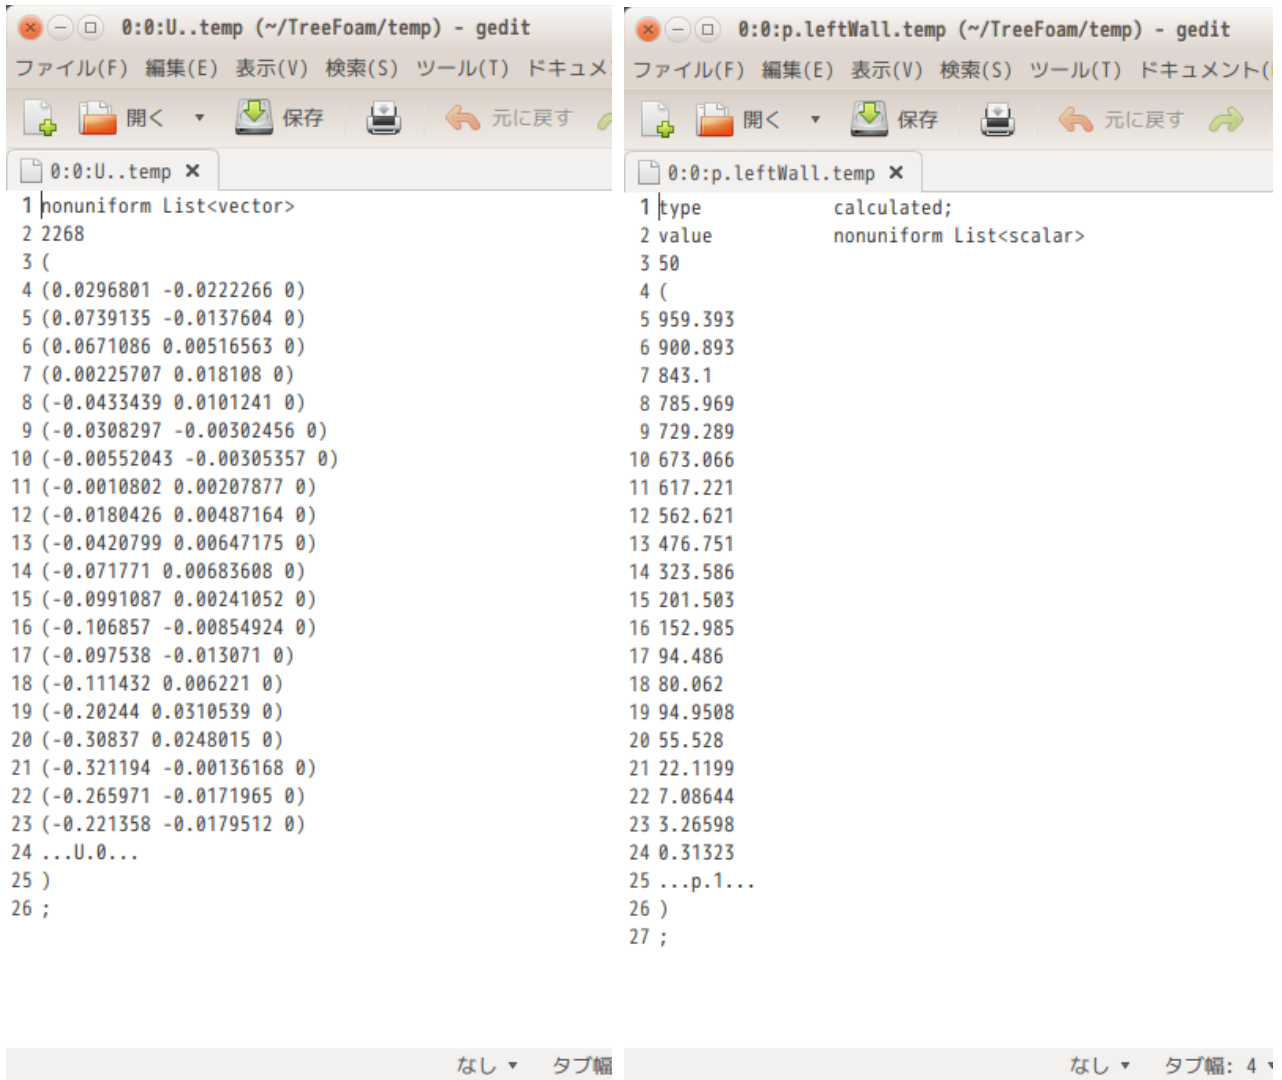 0:0:U..temp (~/TreeFoam/temp) - gedit
ファイル(F) 編集(E) 表示(V) 検索(S) ツール(T) ドキュメ
開く 保存 元に戻す
0:0:U..temp
1 nonuniform List<vector>
2 2268
3 (
4 (0.0296801 -0.0222266 0)
5 (0.0739135 -0.0137604 0)
6 (0.0671086 0.00516563 0)
7 (0.00225707 0.018108 0)
8 (-0.0433439 0.0101241 0)
9 (-0.0308297 -0.00302456 0)
10 (-0.00552043 -0.00305357 0)
11 (-0.0010802 0.00207877 0)
12 (-0.0180426 0.00487164 0)
13 (-0.0420799 0.00647175 0)
14 (-0.071771 0.00683608 0)
15 (-0.0991087 0.00241052 0)
16 (-0.106857 -0.00854924 0)
17 (-0.097538 -0.013071 0)
18 (-0.111432 0.006221 0)
19 (-0.20244 0.0310539 0)
20 (-0.30837 0.0248015 0)
21 (-0.321194 -0.00136168 0)
22 (-0.265971 -0.0171965 0)
23 (-0.221358 -0.0179512 0)
24 ...U.0...
25 )
26 ;
なし タブ幅
0:0:p.leftWall.temp (~/TreeFoam/temp) - gedit
ファイル(F) 編集(E) 表示(V) 検索(S) ツール(T) ドキュメント(
開く 保存 元に戻す
0:0:p.leftWall.temp
1 type calculated;
2 value nonuniform List<scalar>
3 50
4 (
5 959.393
6 900.893
7 843.1
8 785.969
9 729.289
10 673.066
11 617.221
12 562.621
13 476.751
14 323.586
15 201.503
16 152.985
17 94.486
18 80.062
19 94.9508
20 55.528
21 22.1199
22 7.08644
23 3.26598
24 0.31323
25 ...p.1...
26 )
27 ;
なし タブ幅: 4